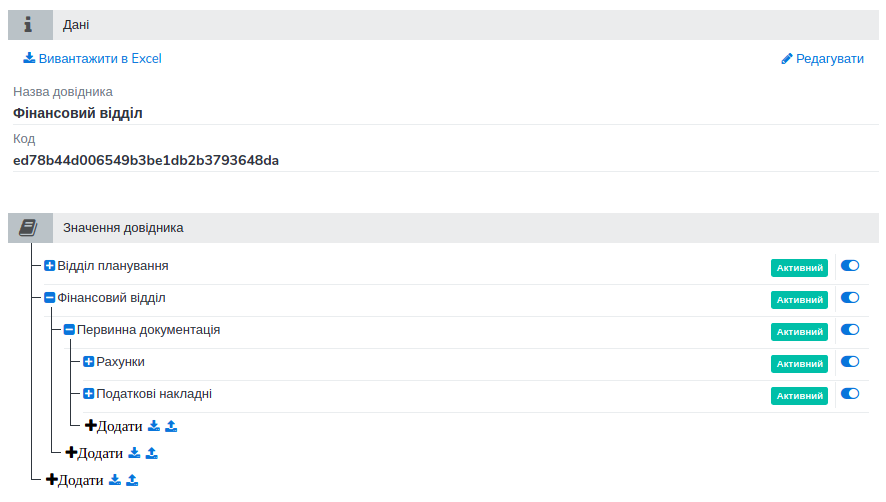 Дані
Вивантажити в Excel Редагувати
Назва довідника
Фінансовий відділ
Код
ed78b44d006549b3be1db2b3793648da
Значення довідника
Відділ планування Активний
Фінансовий відділ Активний
Первинна документація Активний
Рахунки Активний
Податкові накладні Активний
Додати
Додати
Додати